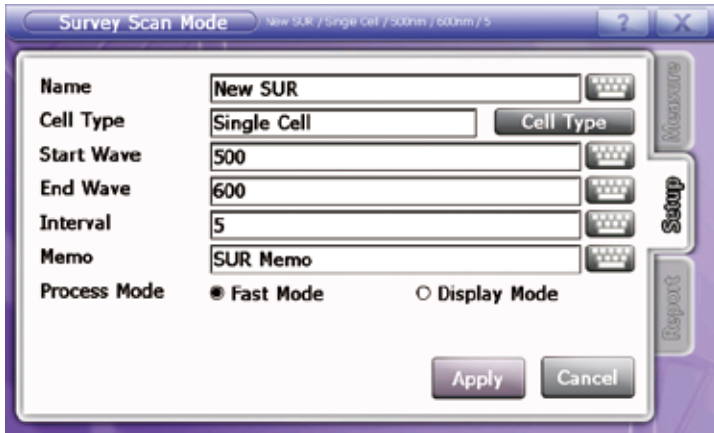 Survey Scan Mode New SUR / Single Cell / 500nm / 600nm / 5 ? X
Name New SUR
Cell Type Single Cell Cell Type
Start Wave 500
End Wave 600
Interval 5
Memo SUR Memo
Process Mode Fast Mode Display Mode
Apply Cancel
Measure
Setup
Report